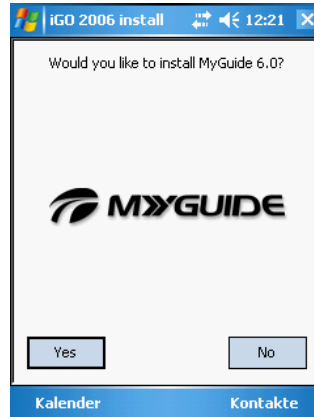 iGO 2006 install 12:21
Would you like to install MyGuide 6.0?
MYGUIDE
Yes No
Kalender Kontakte